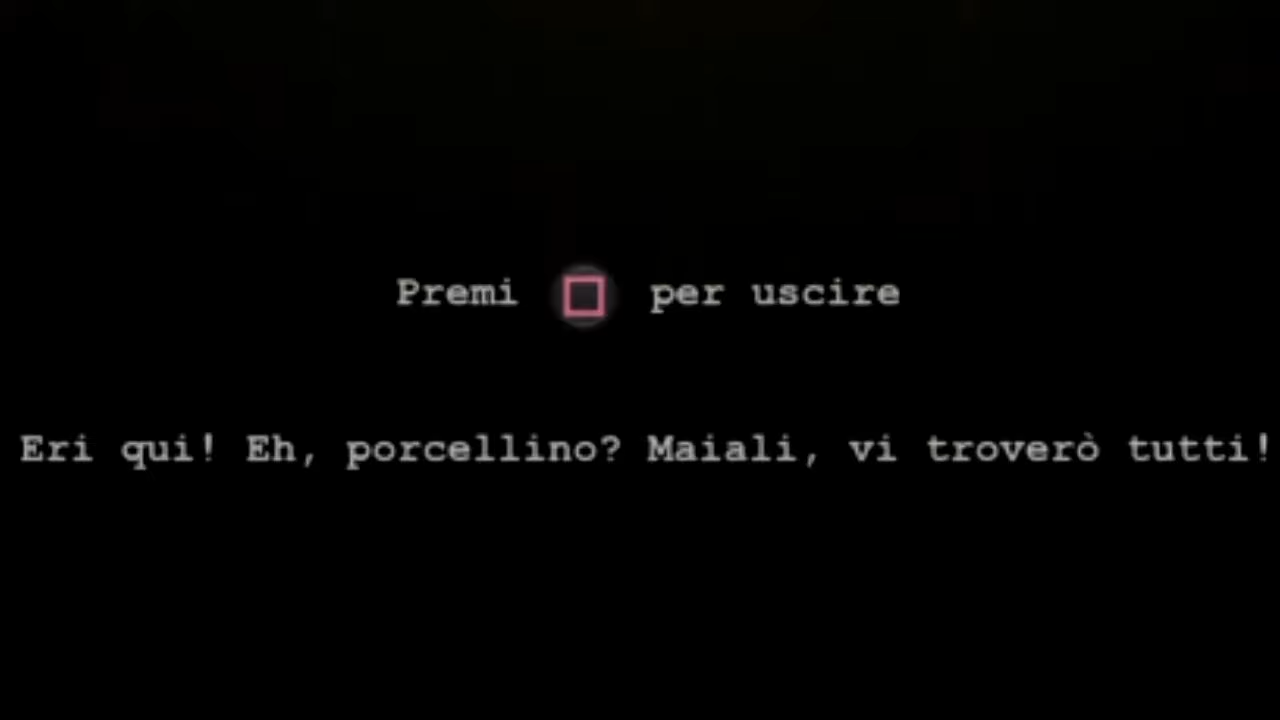 Premi □ per uscire
Eri qui! Eh, porcellino? Maiali, vi troverò tutti!